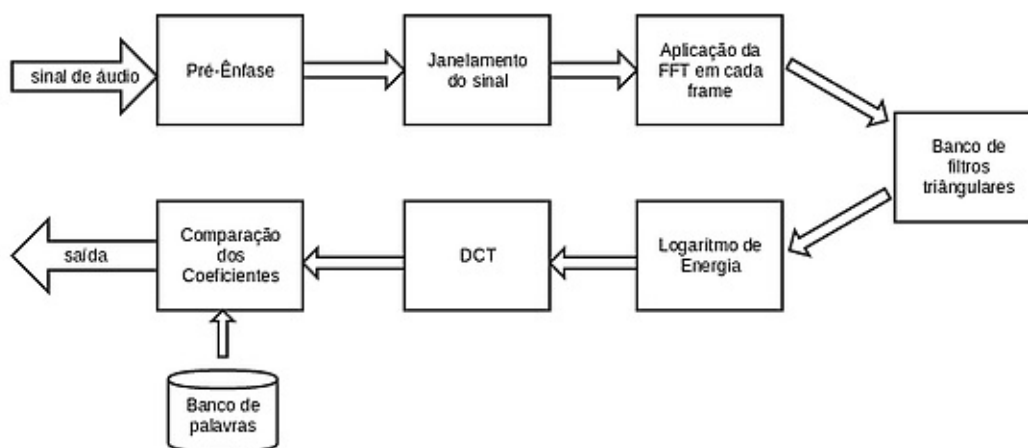 sinal de áudio
Pré-Ênfase
Janelamento
do sinal
Aplicação da
FFT em cada
frame
Banco de
filtros
triângulares
Logarítmo de
Energia
DCT
Comparação
dos
Coeficientes
saída
Banco de
palavras